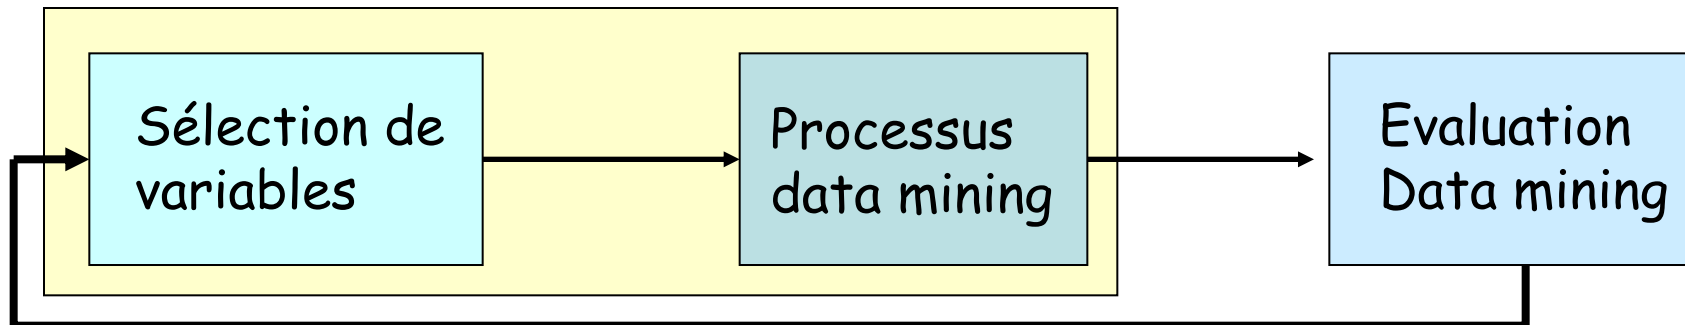 Sélection de
variables
Processus
data mining
Evaluation
Data mining